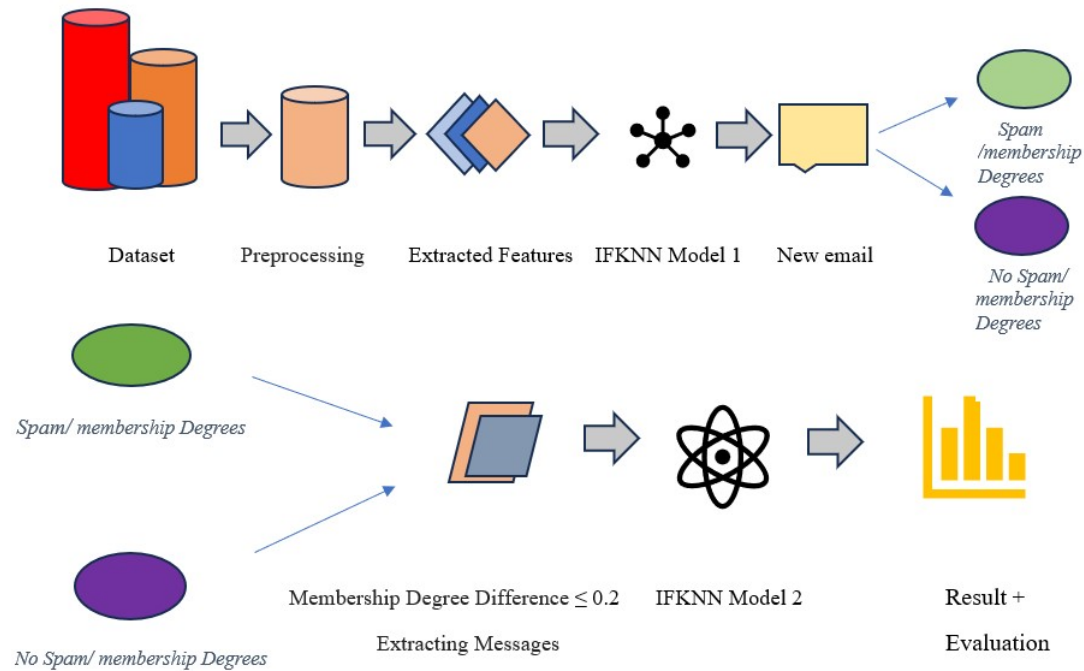 Spam
/membership
Degrees
Dataset
Preprocessing
Extracted Features
IFKNN Model 1
New email
No Spam/
membership
Degrees
Spam/ membership Degrees
Membership Degree Difference ≤ 0.2
Extracting Messages
IFKNN Model 2
Result +
Evaluation
No Spam/ membership Degrees